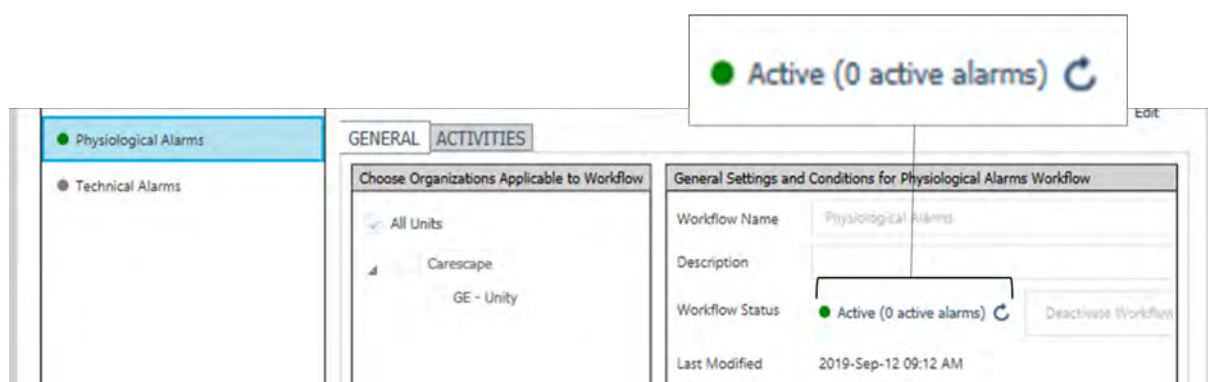 Active (0 active alarms)
Edit
Physiological Alarms
Technical Alarms
GENERAL ACTIVITIES
Choose Organizations Applicable to Workflow
All Units
Carescape
GE - Unity
General Settings and Conditions for Physiological Alarms Workflow
Workflow Name Physiological Alarms
Description
Workflow Status Active (0 active alarms) Deactivate Workflow
Last Modified 2019-Sep-12 09:12 AM